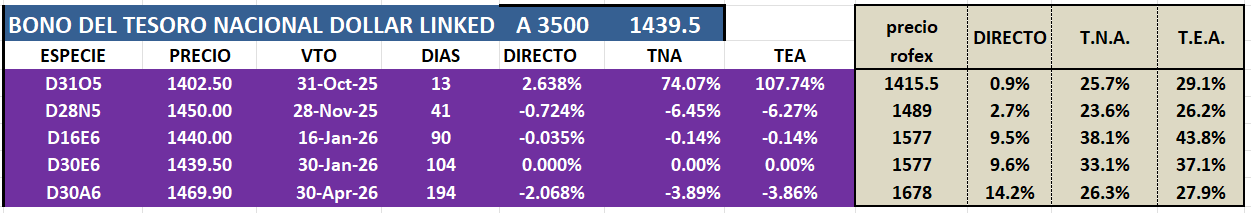 BONO DEL TESORO NACIONAL DOLLAR LINKED A 3500 1439.5
precio rofex DIRECTO T.N.A. T.E.A.
ESPECIE PRECIO VTO DIAS DIRECTO TNA TEA
D31O5 1402.50 31-Oct-25 13 2.638% 74.07% 107.74% 1415.5 0.9% 25.7% 29.1%
D28N5 1450.00 28-Nov-25 41 -0.724% -6.45% -6.27% 1489 2.7% 23.6% 26.2%
D16E6 1440.00 16-Jan-26 90 -0.035% -0.14% -0.14% 1577 9.5% 38.1% 43.8%
D30E6 1439.50 30-Jan-26 104 0.000% 0.00% 0.00% 1577 9.6% 33.1% 37.1%
D30A6 1469.90 30-Apr-26 194 -2.068% -3.89% -3.86% 1678 14.2% 26.3% 27.9%